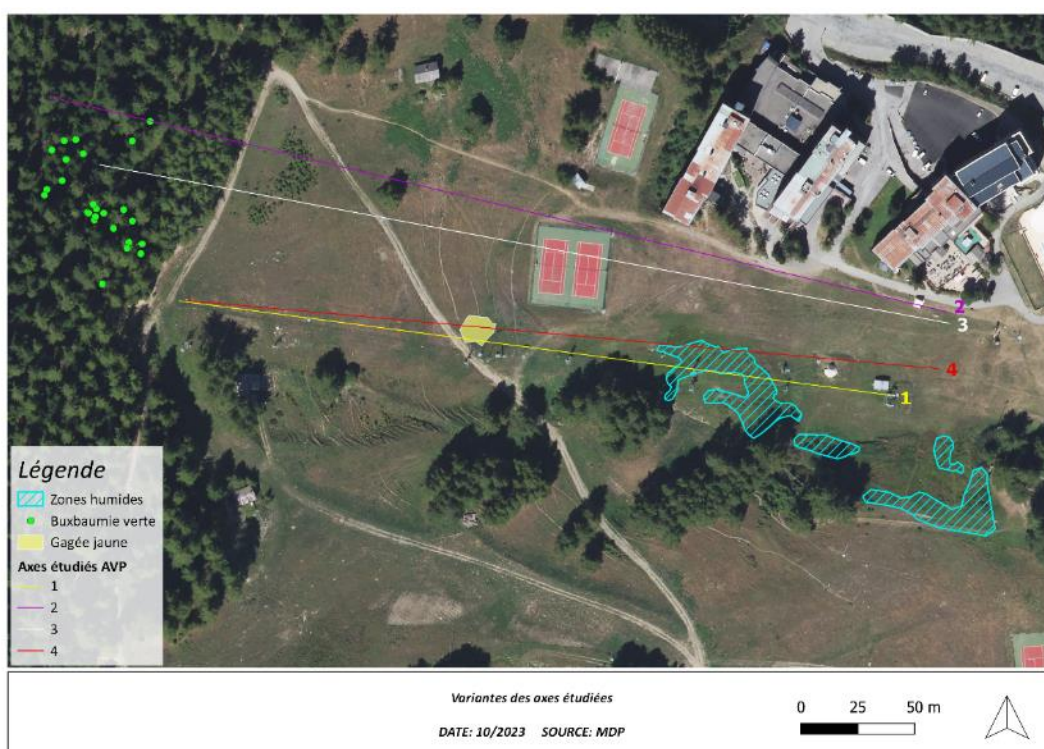 2
3
4
1
Légende
Zones humides
Buxbaumie verte
Gagée jaune
Axes étudiés AVP
1
2
3
4
Variantes des axes étudiées
DATE: 10/2023 SOURCE: MDP
0 25 50 m